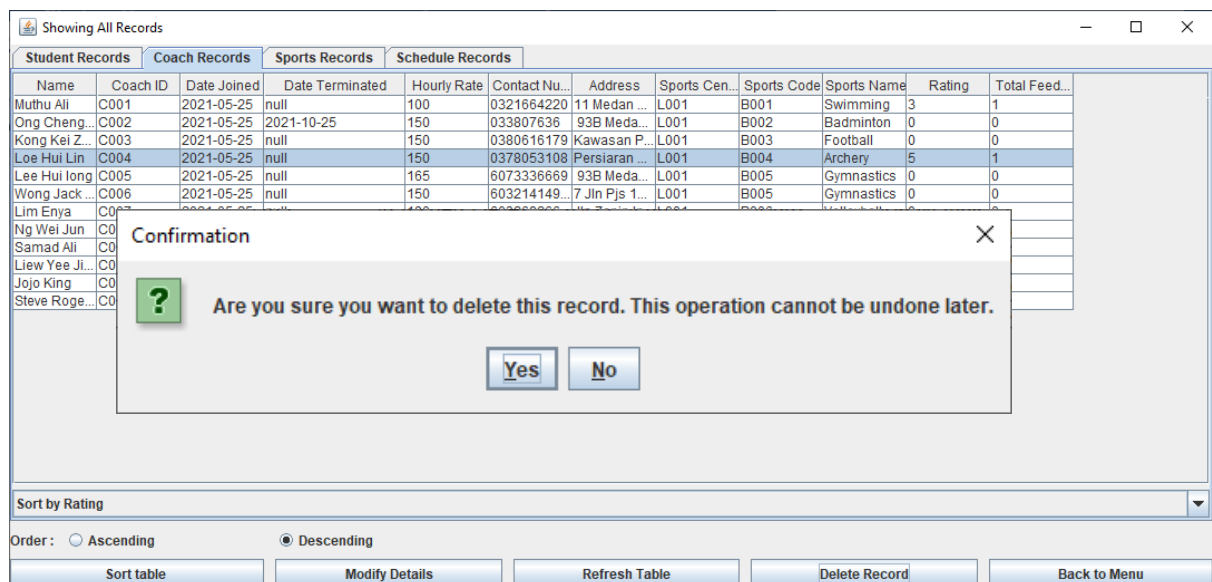 Showing All Records
Student Records Coach Records Sports Records Schedule Records
Name Coach ID Date Joined Date Terminated Hourly Rate Contact Nu... Address Sports Cen... Sports Code Sports Name Rating Total Feed...
Muthu Ali C001 2021-05-25 null 100 0321664220 11 Medan ... L001 B001 Swimming 3 1
Ong Cheng... C002 2021-05-25 2021-10-25 150 033807636 93B Meda... L001 B002 Badminton 0 0
Kong Kei Z... C003 2021-05-25 null 150 0380616179 Kawasan P... L001 B003 Football 0 0
Loe Hui Lin C004 2021-05-25 null 150 0378053108 Persiaran ... L001 B004 Archery 5 1
Lee Hui Iong C005 2021-05-25 null 165 6073336669 93B Meda... L001 B005 Gymnastics 0 0
Wong Jack ... C006 2021-05-25 null 150 603214149... 7 Jln Pjs 1... L001 B005 Gymnastics 0 0
Lim Enya
Ng Wei Jun
Samad Ali
Liew Yee Ji...
Jojo King
Steve Roge...
Confirmation
Are you sure you want to delete this record. This operation cannot be undone later.
Yes No
Sort by Rating
Order : Ascending Descending
Sort table Modify Details Refresh Table Delete Record Back to Menu